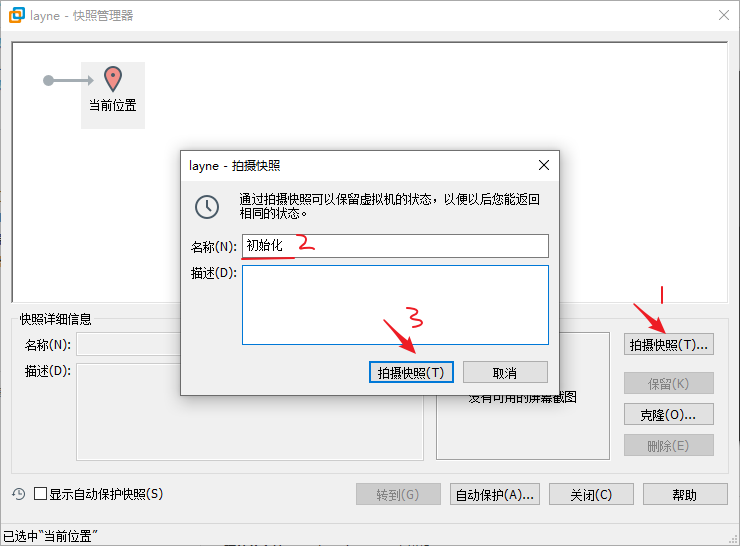 layne - 快照管理器
当前位置
layne - 拍摄快照
通过拍摄快照可以保留虚拟机的状态，以便以后您能返回
相同的状态。
名称(N): 初始化 2
描述(D):
3
拍摄快照(T) 取消
1
快照详细信息
名称(N):
描述(D):
没有可用的屏幕截图
拍摄快照(T)...
保留(K)
克隆(O)...
删除(E)
显示自动保护快照(S) 转到(G) 自动保护(A)... 关闭(C) 帮助
已选中“当前位置”